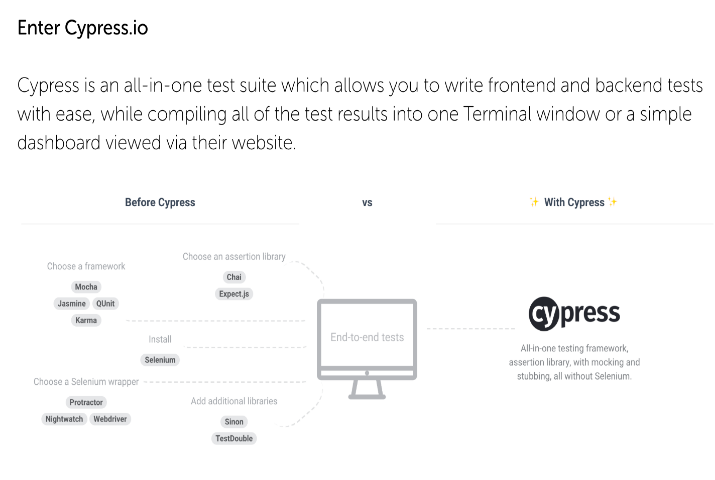 Enter Cypress.io
Cypress is an all-in-one test suite which allows you to write frontend and backend tests
with ease, while compiling all of the test results into one Terminal window or a simple
dashboard viewed via their website.
Before Cypress
vs
✨ With Cypress ✨
Choose a framework
Mocha
Jasmine QUnit
Karma
Choose an assertion library
Chai
Expect.js
Install
Selenium
Choose a Selenium wrapper
Protractor
Nightwatch Webdriver
Add additional libraries
Sinon
TestDouble
End-to-end tests
cypress
All-in-one testing framework,
assertion library, with mocking and
stubbing, all without Selenium.